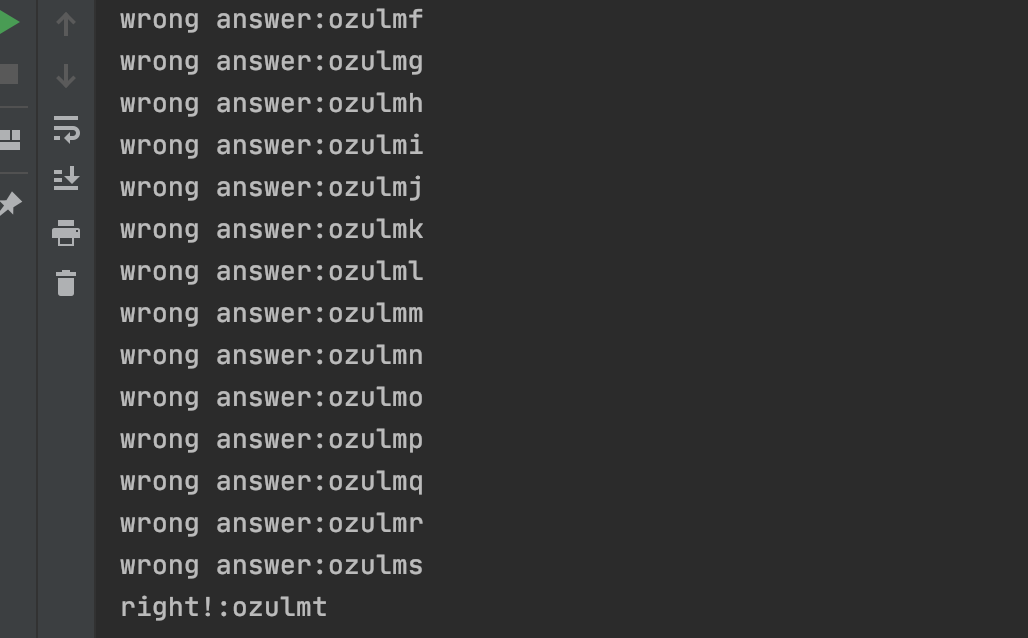 wrong answer:ozulmf
wrong answer:ozulmg
wrong answer:ozulmh
wrong answer:ozulmi
wrong answer:ozulmj
wrong answer:ozulmk
wrong answer:ozulml
wrong answer:ozulmm
wrong answer:ozulmn
wrong answer:ozulmo
wrong answer:ozulmp
wrong answer:ozulmq
wrong answer:ozulmr
wrong answer:ozulms
right!:ozulmt